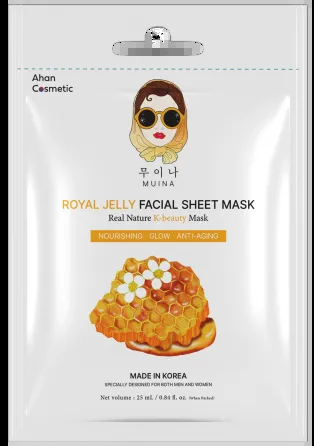 Ahan
Cosmetic
무이나
MUINA
ROYAL JELLY FACIAL SHEET MASK
Real Nature K-beauty Mask
NOURISHING GLOW ANTI-AGING
MADE IN KOREA
SPECIALLY DESIGNED FOR BOTH MEN AND WOMEN
Net volume : 25 mL / 0.84 fl. oz. (When Packed)